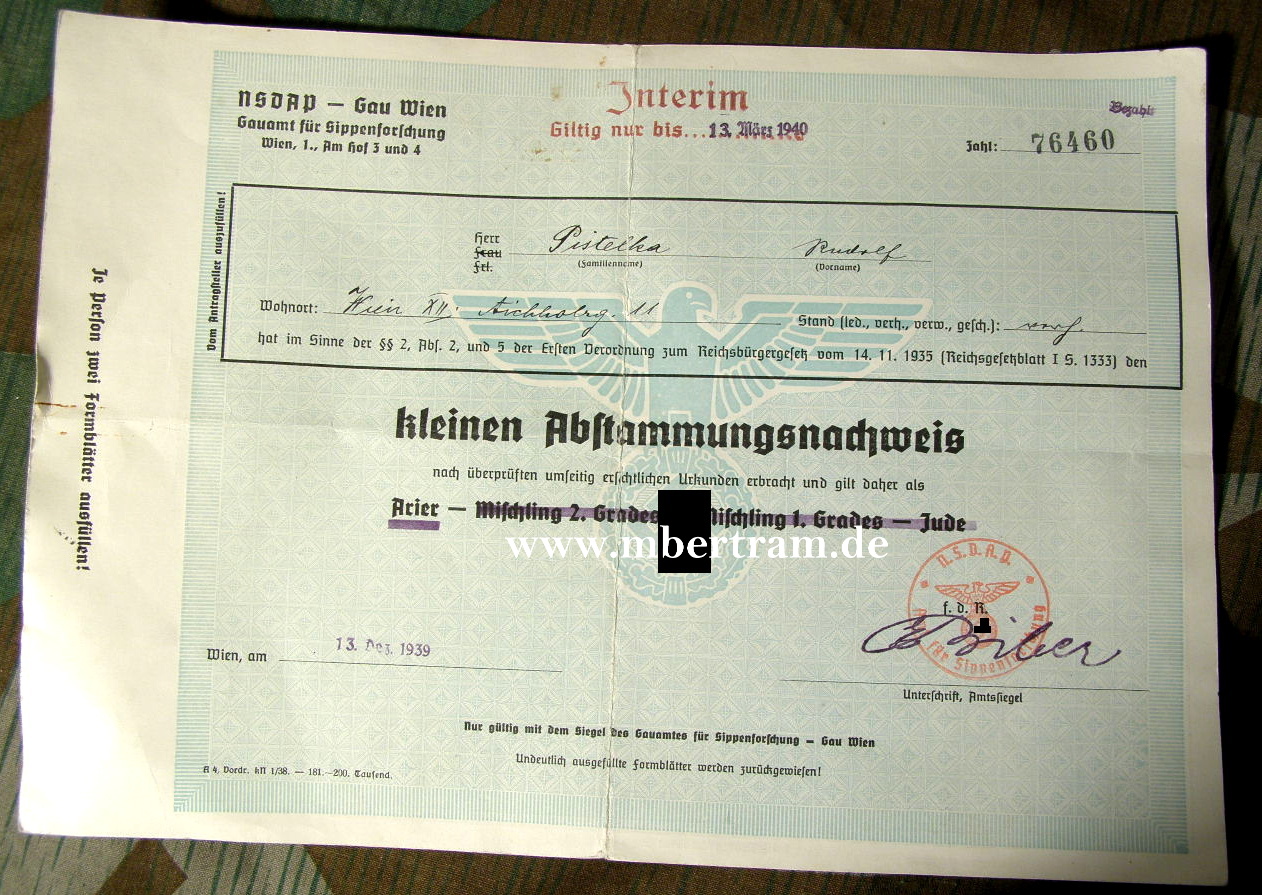 NSDAP — Gau Wien
Gauamt für Sippenforschung
Wien, 1., Am Hof 3 und 4
Interim
Giltig nur bis... 13. März 1940
Bezahlt
Zahl: 76460
Vom Antragsteller auszufüllen!
Je Person zwei Formblätter ausfüllen!
Herr
Frau
Frl.
Pistelka Rudolf
(Familienname) (Vorname)
Wohnort: Wien XII. Aichholzg. 11
Stand (led., verh., verw., gesch.): verh.
hat im Sinne der §§ 2, Abs. 2, und 5 der Ersten Verordnung zum Reichsbürgergesetz vom 14. 11. 1935 (Reichsgesetzblatt I S. 1333) den
kleinen Abstammungsnachweis
nach überprüften umseitig ersichtlichen Urkunden erbracht und gilt daher als
Arier — Mischling 2. Grades Mischling 1. Grades — Jude
www.mbertram.de
N.S.D.A.P.
f. d. R.
Wien, am 13. Dez. 1939
Unterschrift, Amtssiegel
Nur gültig mit dem Siegel des Gauamtes für Sippenforschung – Gau Wien
Undeutlich ausgefüllte Formblätter werden zurückgewiesen!
A 4, Vordr. KN 1/38. — 181.—200. Tausend.